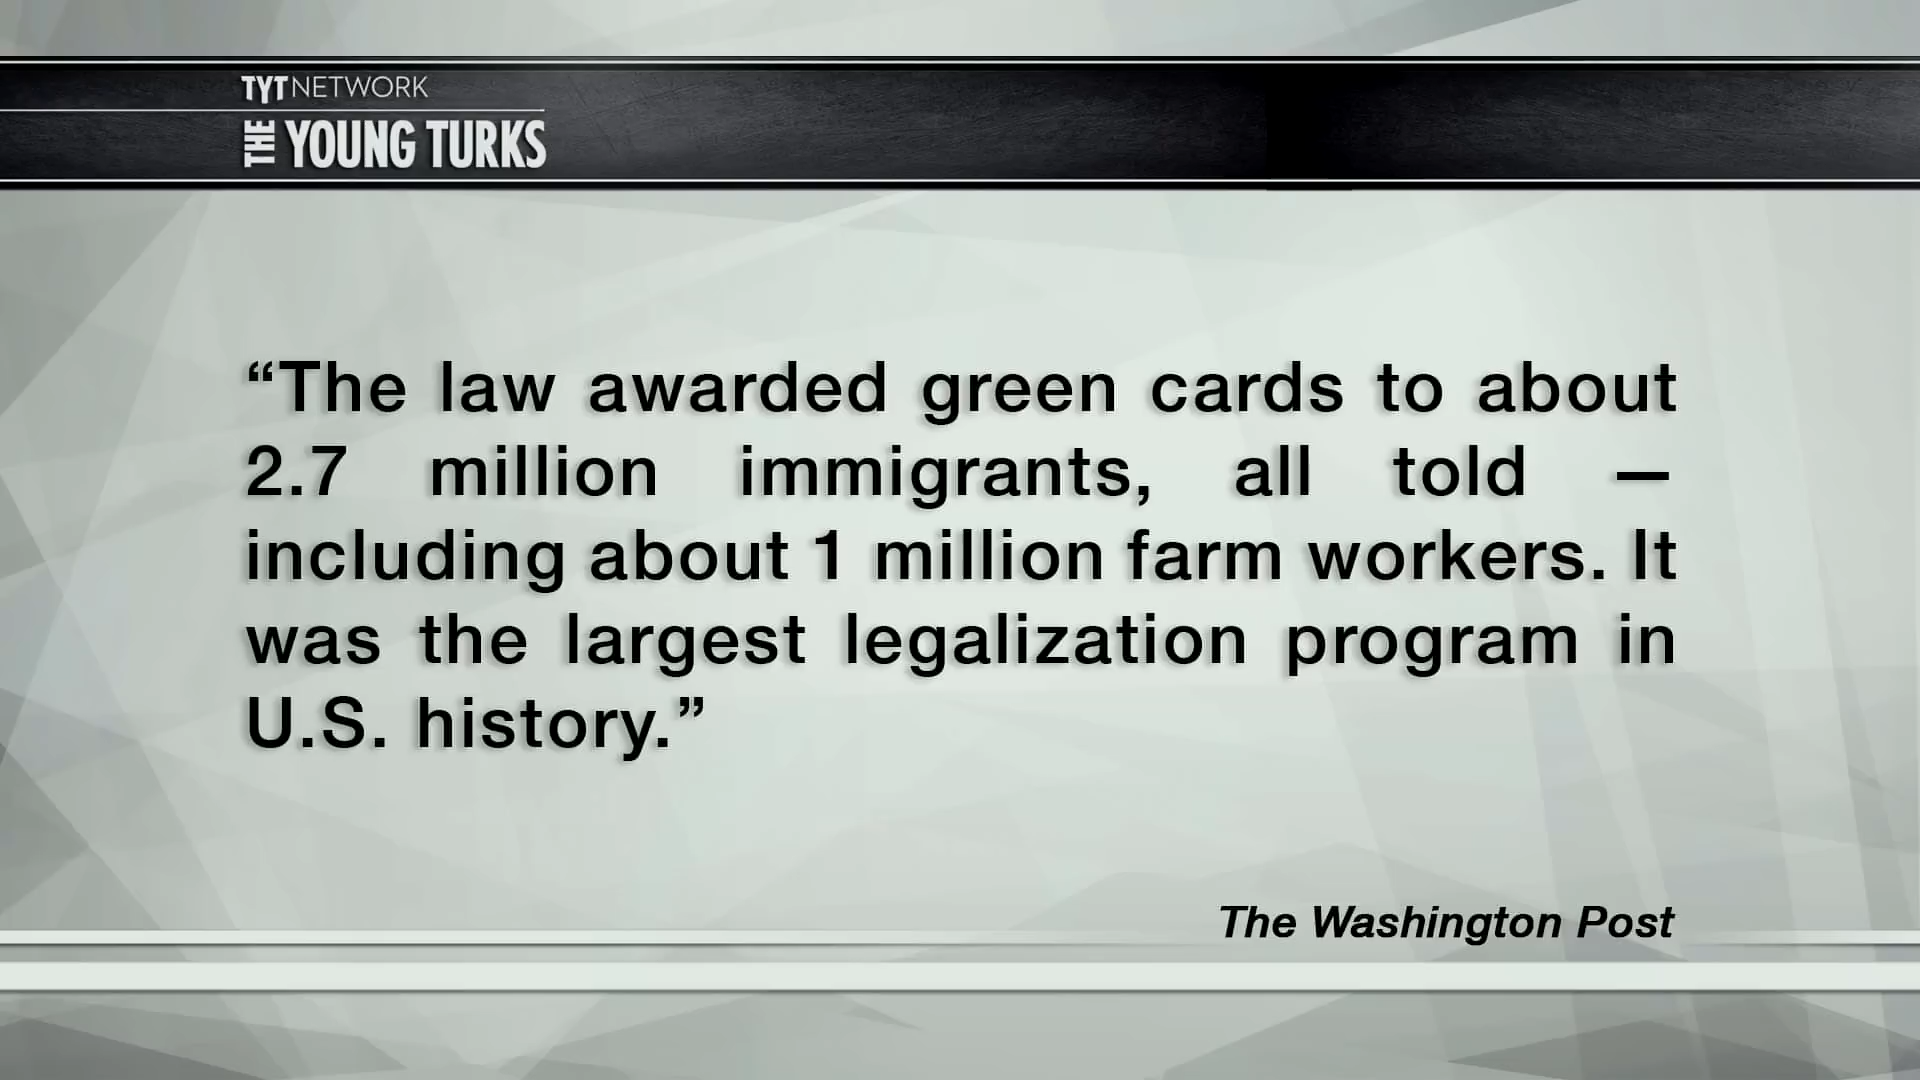 TYT NETWORK
THE YOUNG TURKS
“The law awarded green cards to about
2.7 million immigrants, all told —
including about 1 million farm workers. It
was the largest legalization program in
U.S. history.”
The Washington Post